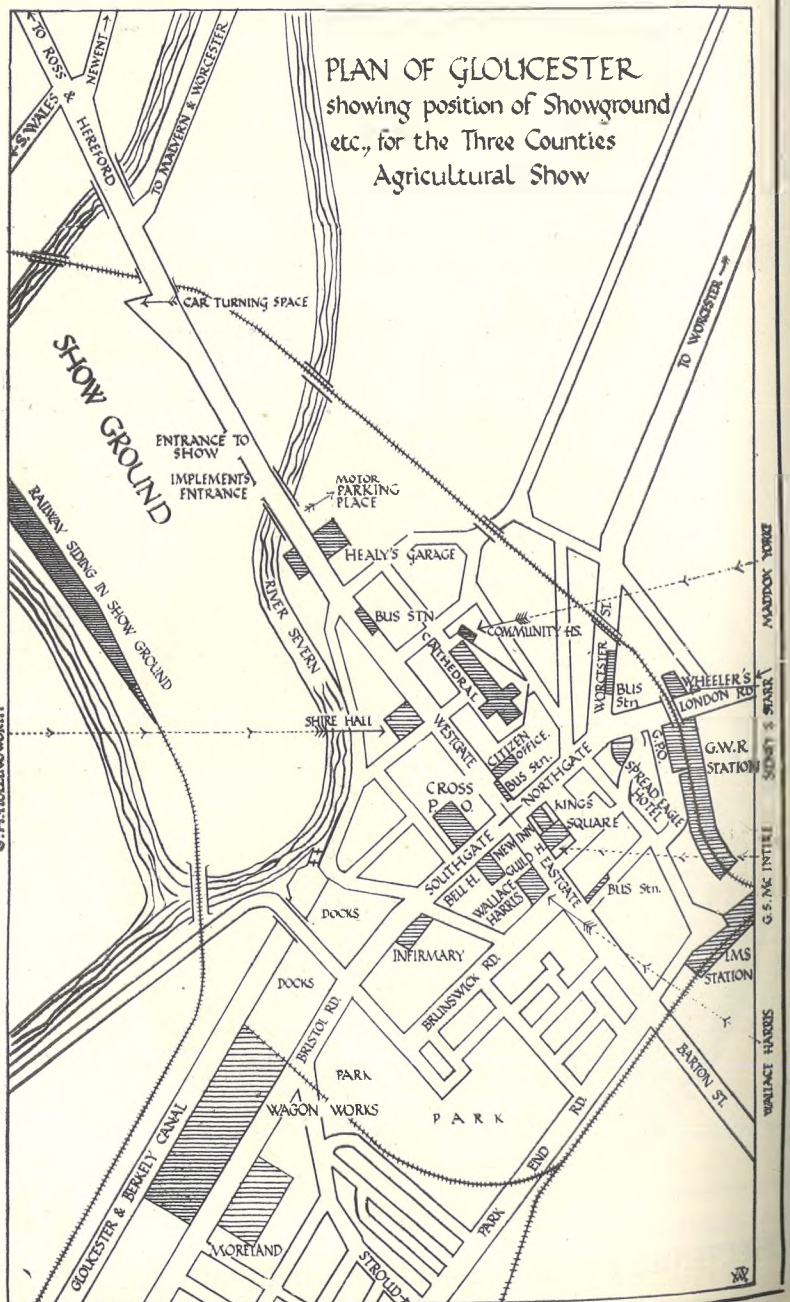 PLAN OF GLOUCESTER
showing position of Showground
etc., for the Three Counties
Agricultural Show
TO ROSS & HEREFORD
NEWENT
S. WALES
TO MALVERN & WORCESTER
CAR TURNING SPACE
TO WORCESTER
SHOW GROUND
ENTRANCE TO
SHOW
IMPLEMENTS
ENTRANCE
MOTOR
PARKING
PLACE
RAILWAY SIDING IN SHOW GROUND
HEALY'S GARAGE
RIVER SEVERN
BUS STN.
COMMUNITY HS.
CATHEDRAL
WORCESTER ST.
BUS
Stn.
WHEELER'S
LONDON RD.
SHIRE HALL
WESTGATE
CITIZEN
OFFICE.
BUS Stn.
NORTHGATE
G.P.O.
G.W.R
STATION
SPREAD EAGLE
HOTEL
CROSS
P. O.
KING'S
SQUARE
SOUTHGATE
NEW INN
BELL H.
GUILD H.
EASTGATE
WALLACE
HARRIS
BUS Stn.
DOCKS
INFIRMARY
LMS
STATION
DOCKS
BRUNSWICK RD.
BRISTOL RD.
BARTON ST.
PARK
WAGON WORKS
PARK
GLOUCESTER & BERKELY CANAL
PARK END RD.
MORELAND
STROUD
MADDOX YORKE
SIDNEY S STARR
G.S. Mc INTIRE
WALLACE HARRIS